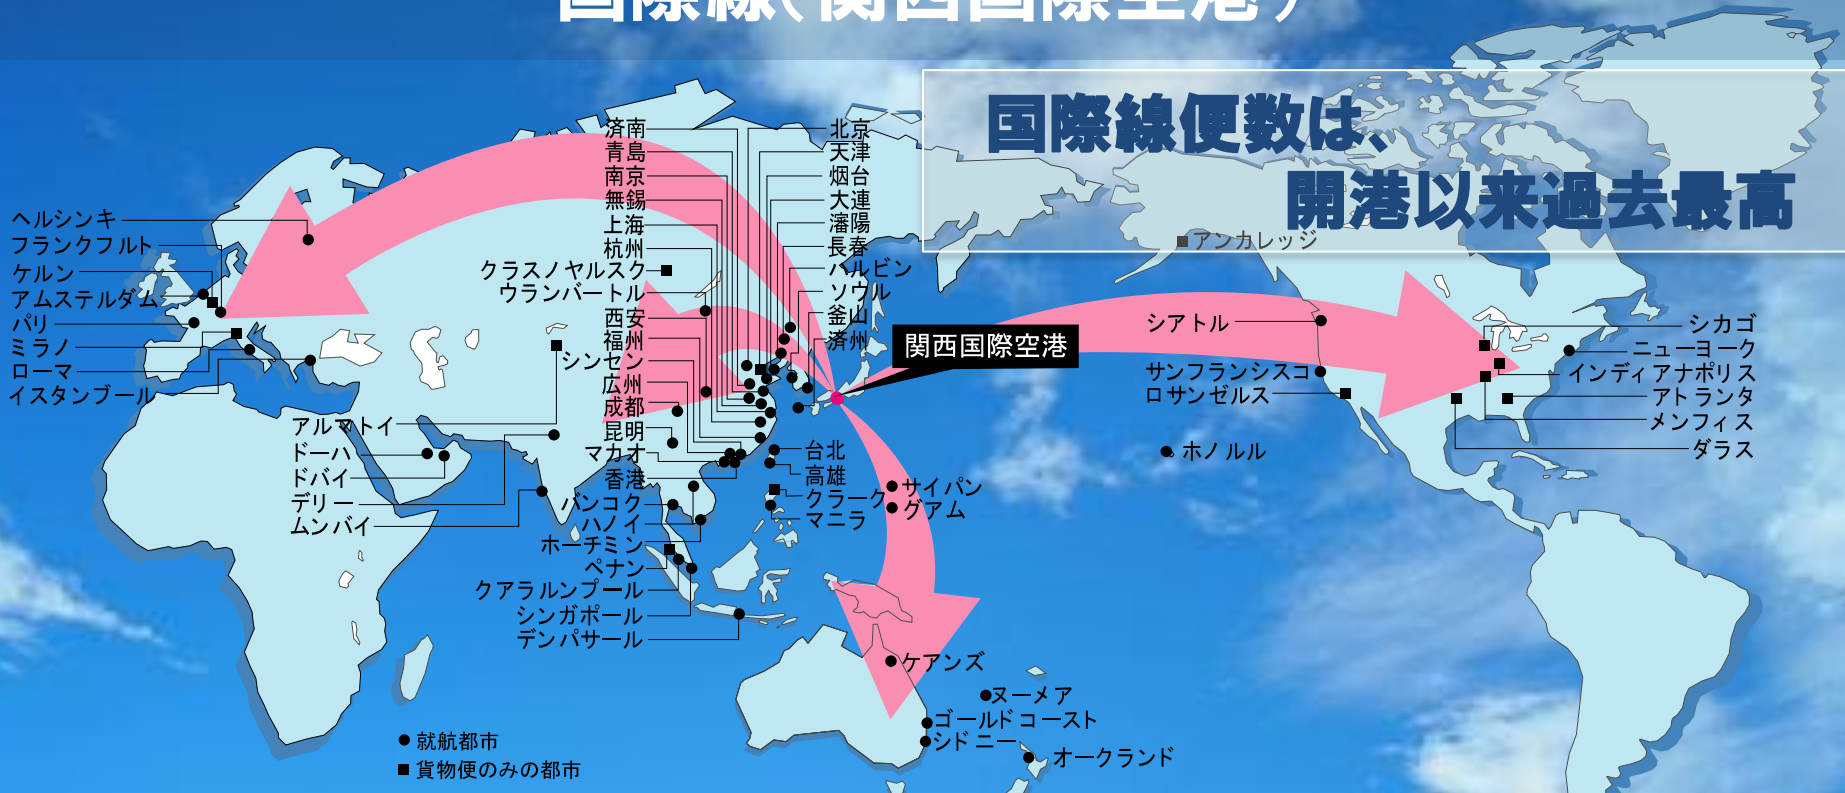 国際線(関西国際空港)
国際線便数は、
開港以来過去最高
ヘルシンキ
フランクフルト
ケルン
アムステルダム
パリ
ミラノ
ローマ
イスタンブール
アルマトイ
ドーハ
ドバイ
デリー
ムンバイ
済南
青島
南京
無錫
上海
杭州
クラスノヤルスク
ウランバートル
西安
福州
シンセン
広州
成都
昆明
マカオ
香港
バンコク
ハノイ
ホーチミン
ペナン
クアラルンプール
シンガポール
デンパサール
北京
天津
烟台
大連
瀋陽
長春
ハルビン
ソウル
釜山
済州
関西国際空港
台北
高雄
クラーク
マニラ
サイパン
グアム
ケアンズ
ヌーメア
ゴールドコースト
シドニー
オークランド
アンカレッジ
シアトル
サンフランシスコ
ロサンゼルス
ホノルル
シカゴ
ニューヨーク
インディアナポリス
アトランタ
メンフィス
ダラス
●就航都市
■貨物便のみの都市